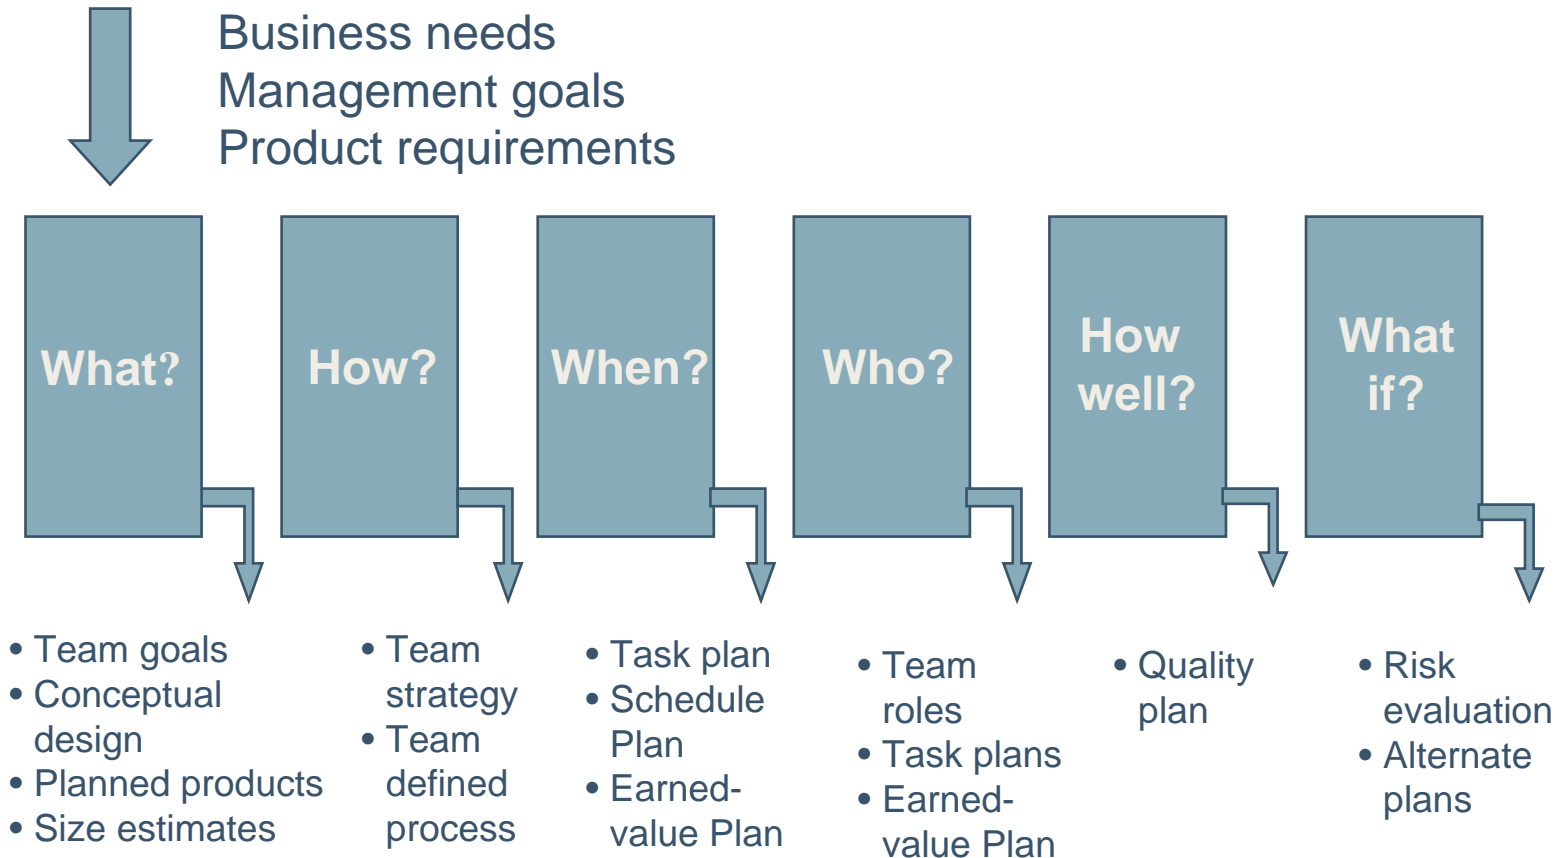 Business needs
Management goals
Product requirements
What?
How?
When?
Who?
How
well?
What
if?
• Team goals
• Conceptual
design
• Planned products
• Size estimates
• Team
strategy
• Team
defined
process
• Task plan
• Schedule
Plan
• Earned-
value Plan
• Team
roles
• Task plans
• Earned-
value Plan
• Quality
plan
• Risk
evaluation
• Alternate
plans